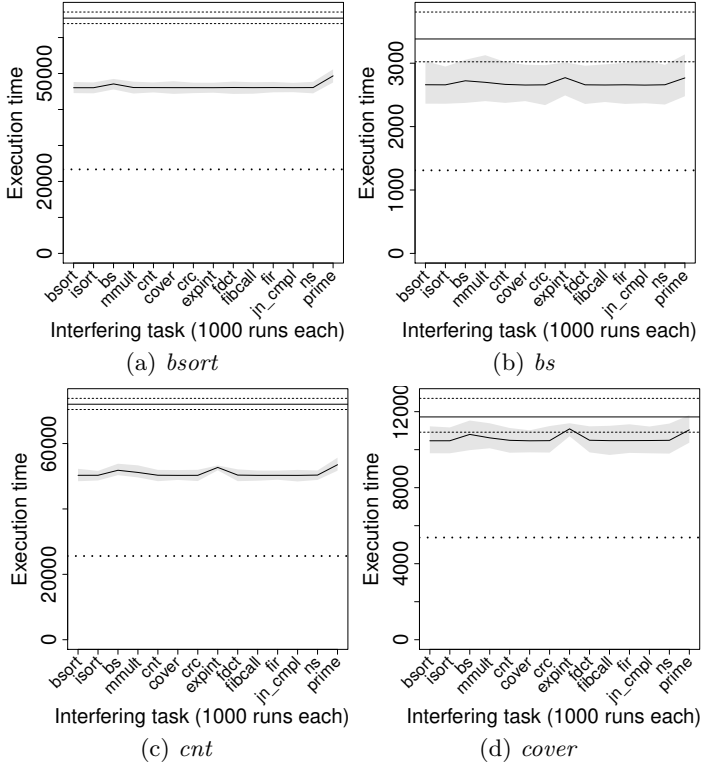 Execution time
0
20000
50000
bsort
isort
bs
mmult
cnt
cover
crc
expint
fdct
fibcall
fir
jn_cmpl
ns
prime
Interfering task (1000 runs each)
(a) bsort
Execution time
0
1000
2000
3000
bsort
isort
bs
mmult
cnt
cover
crc
expint
fdct
fibcall
fir
jn_cmpl
ns
prime
Interfering task (1000 runs each)
(b) bs
Execution time
0
20000
60000
bsort
isort
bs
mmult
cnt
cover
crc
expint
fdct
fibcall
fir
jn_cmpl
ns
prime
Interfering task (1000 runs each)
(c) cnt
Execution time
0
4000
8000
12000
bsort
isort
bs
mmult
cnt
cover
crc
expint
fdct
fibcall
fir
jn_cmpl
ns
prime
Interfering task (1000 runs each)
(d) cover